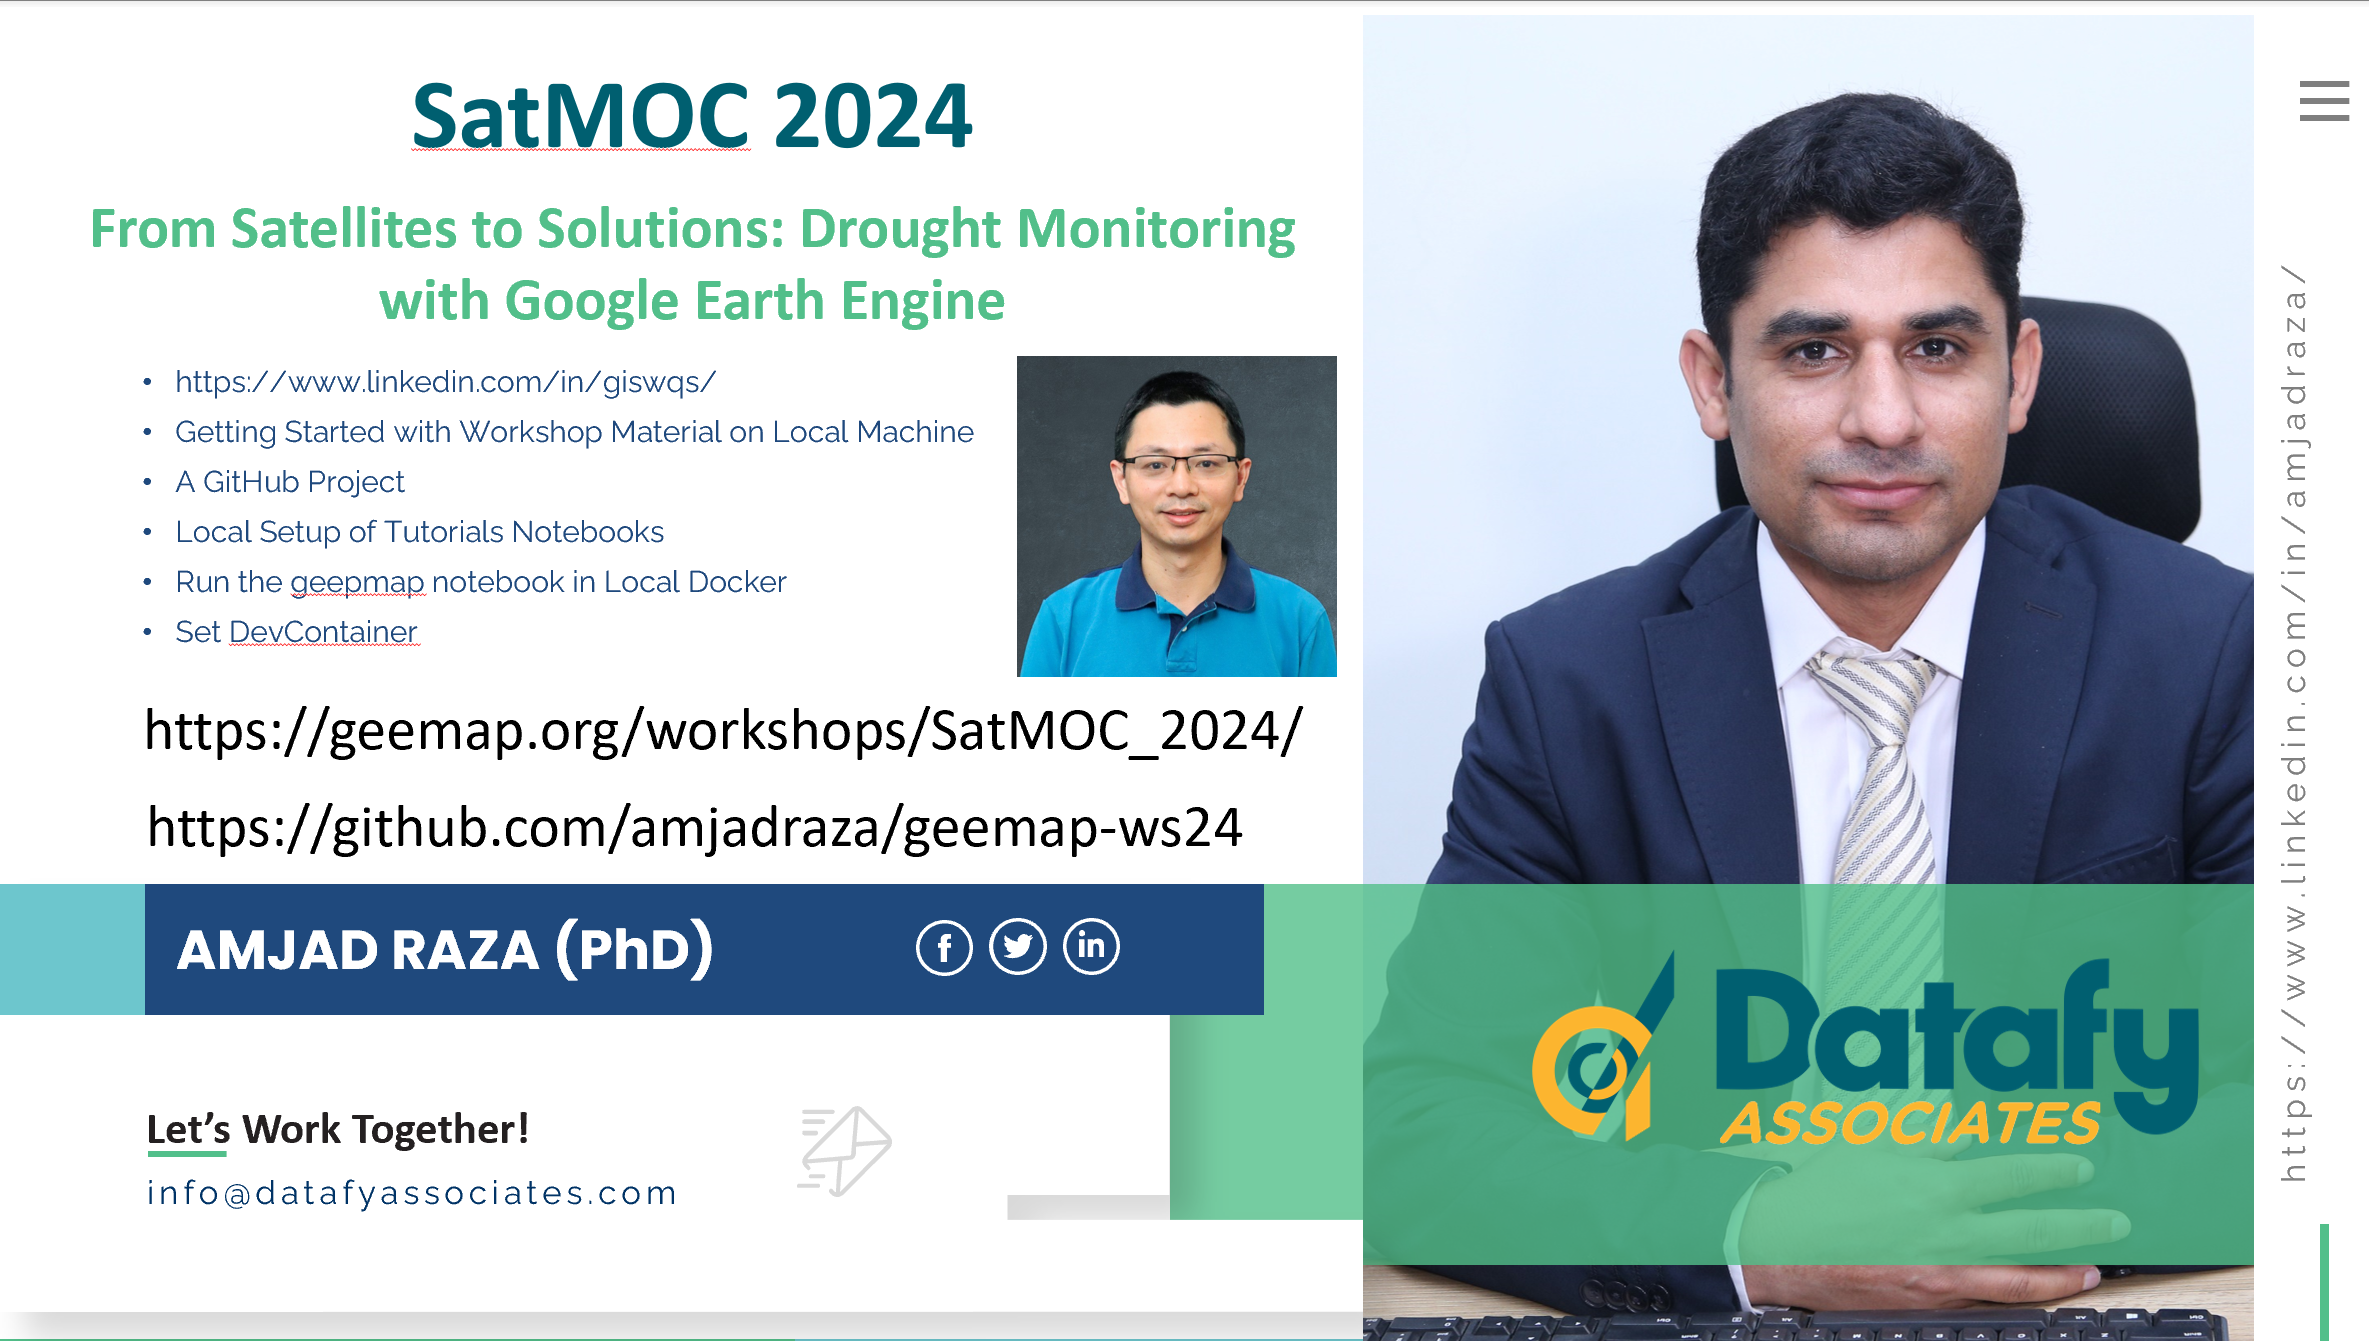 SatMOC 2024
From Satellites to Solutions: Drought Monitoring
with Google Earth Engine
• https://www.linkedin.com/in/giswqs/
• Getting Started with Workshop Material on Local Machine
• A GitHub Project
• Local Setup of Tutorials Notebooks
• Run the geepmap notebook in Local Docker
• Set DevContainer
https://geemap.org/workshops/SatMOC_2024/
https://github.com/amjadraza/geemap-ws24
AMJAD RAZA (PhD)
f
in
Let’s Work Together!
info@datafyassociates.com
Datafy
ASSOCIATES
https://www.linkedin.com/in/amjadraza/